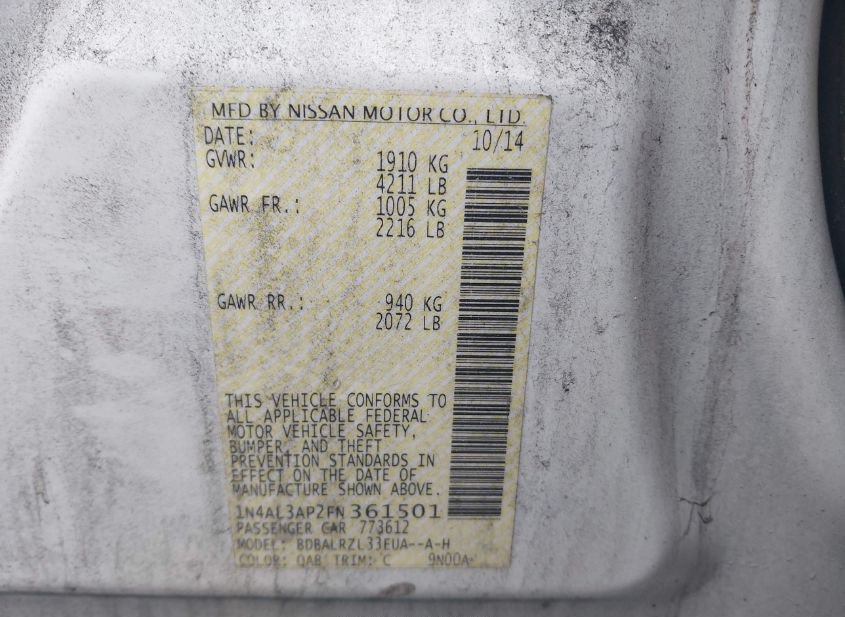 MFD BY NISSAN MOTOR CO., LTD.
DATE: 10/14
GVWR: 1910 KG
4211 LB
GAWR FR.: 1005 KG
2216 LB
GAWR RR.: 940 KG
2072 LB
THIS VEHICLE CONFORMS TO
ALL APPLICABLE FEDERAL
MOTOR VEHICLE SAFETY,
BUMPER, AND THEFT
PREVENTION STANDARDS IN
EFFECT ON THE DATE OF
MANUFACTURE SHOWN ABOVE.
1N4AL3AP2FN361501
PASSENGER CAR 773612
MODEL: BDBALRZL33EUA--A-H
COLOR: QAB TRIM: C 9N00A